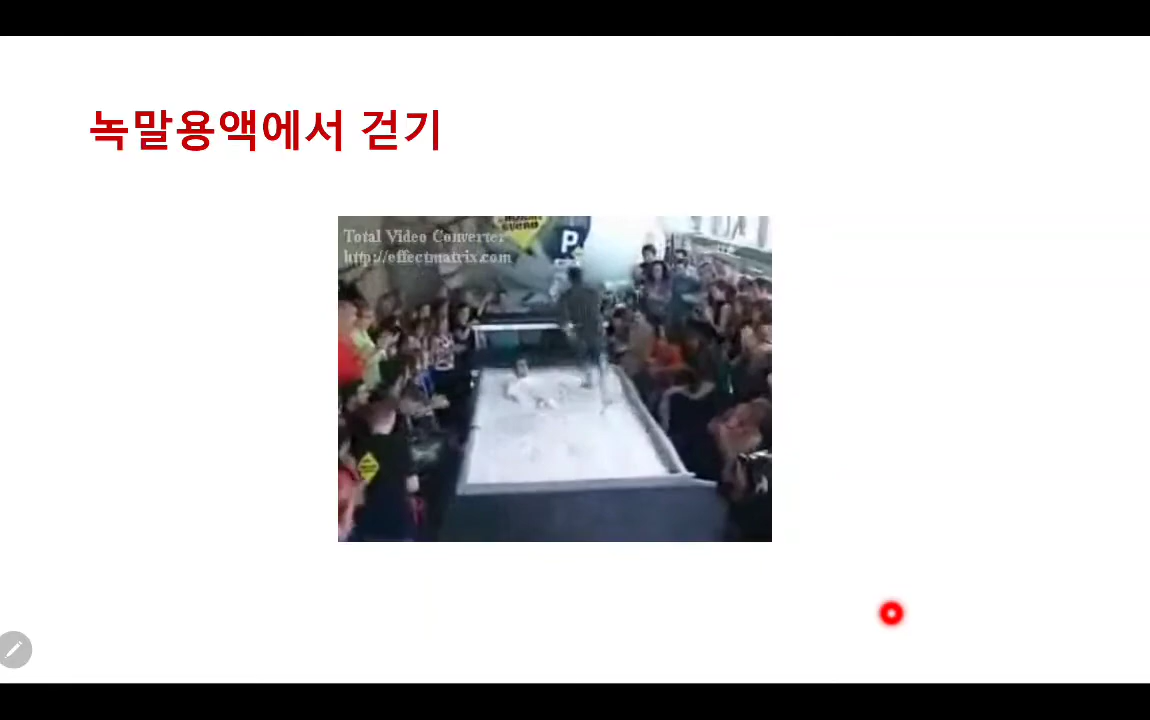 녹말용액에서 걷기
Total Video Converter
http://effectmatrix.com
P